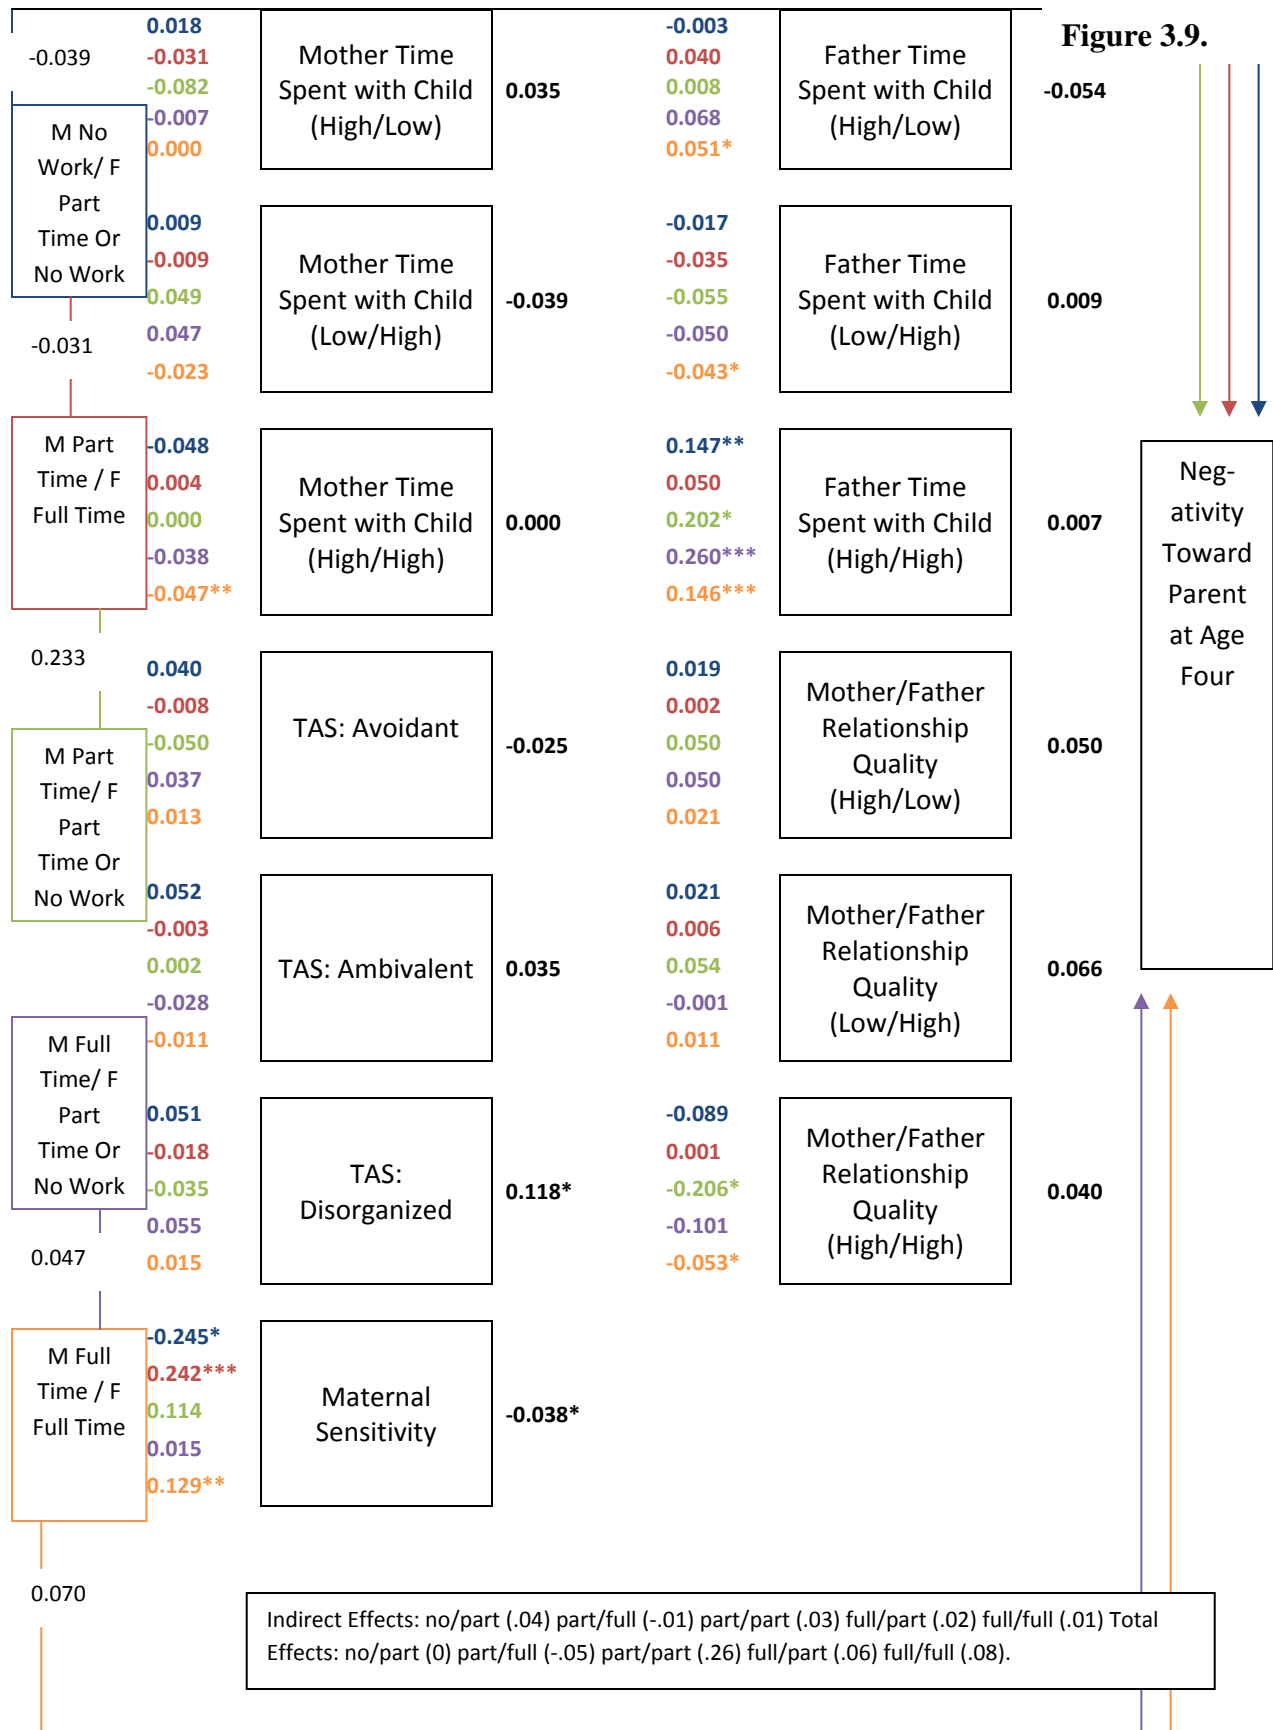 Figure 3.9.
-0.039
M No
Work/ F
Part
Time Or
No Work
-0.031
M Part
Time / F
Full Time
0.233
M Part
Time/ F
Part
Time Or
No Work
M Full
Time/ F
Part
Time Or
No Work
0.047
M Full
Time / F
Full Time
0.070
0.018
-0.031
-0.082
-0.007
0.000
Mother Time
Spent with Child
(High/Low)
0.035
0.009
-0.009
0.049
0.047
-0.023
Mother Time
Spent with Child
(Low/High)
-0.039
-0.048
0.004
0.000
-0.038
-0.047**
Mother Time
Spent with Child
(High/High)
0.000
0.040
-0.008
-0.050
0.037
0.013
TAS: Avoidant
-0.025
0.052
-0.003
0.002
-0.028
-0.011
TAS: Ambivalent
0.035
0.051
-0.018
-0.035
0.055
0.015
TAS:
Disorganized
0.118*
-0.245*
0.242***
0.114
0.015
0.129**
Maternal
Sensitivity
-0.038*
-0.003
0.040
0.008
0.068
0.051*
Father Time
Spent with Child
(High/Low)
-0.054
-0.017
-0.035
-0.055
-0.050
-0.043*
Father Time
Spent with Child
(Low/High)
0.009
0.147**
0.050
0.202*
0.260***
0.146***
Father Time
Spent with Child
(High/High)
0.007
0.019
0.002
0.050
0.050
0.021
Mother/Father
Relationship
Quality
(High/Low)
0.050
0.021
0.006
0.054
-0.001
0.011
Mother/Father
Relationship
Quality
(Low/High)
0.066
-0.089
0.001
-0.206*
-0.101
-0.053*
Mother/Father
Relationship
Quality
(High/High)
0.040
Neg-
ativity
Toward
Parent
at Age
Four
Indirect Effects: no/part (.04) part/full (-.01) part/part (.03) full/part (.02) full/full (.01) Total
Effects: no/part (0) part/full (-.05) part/part (.26) full/part (.06) full/full (.08).